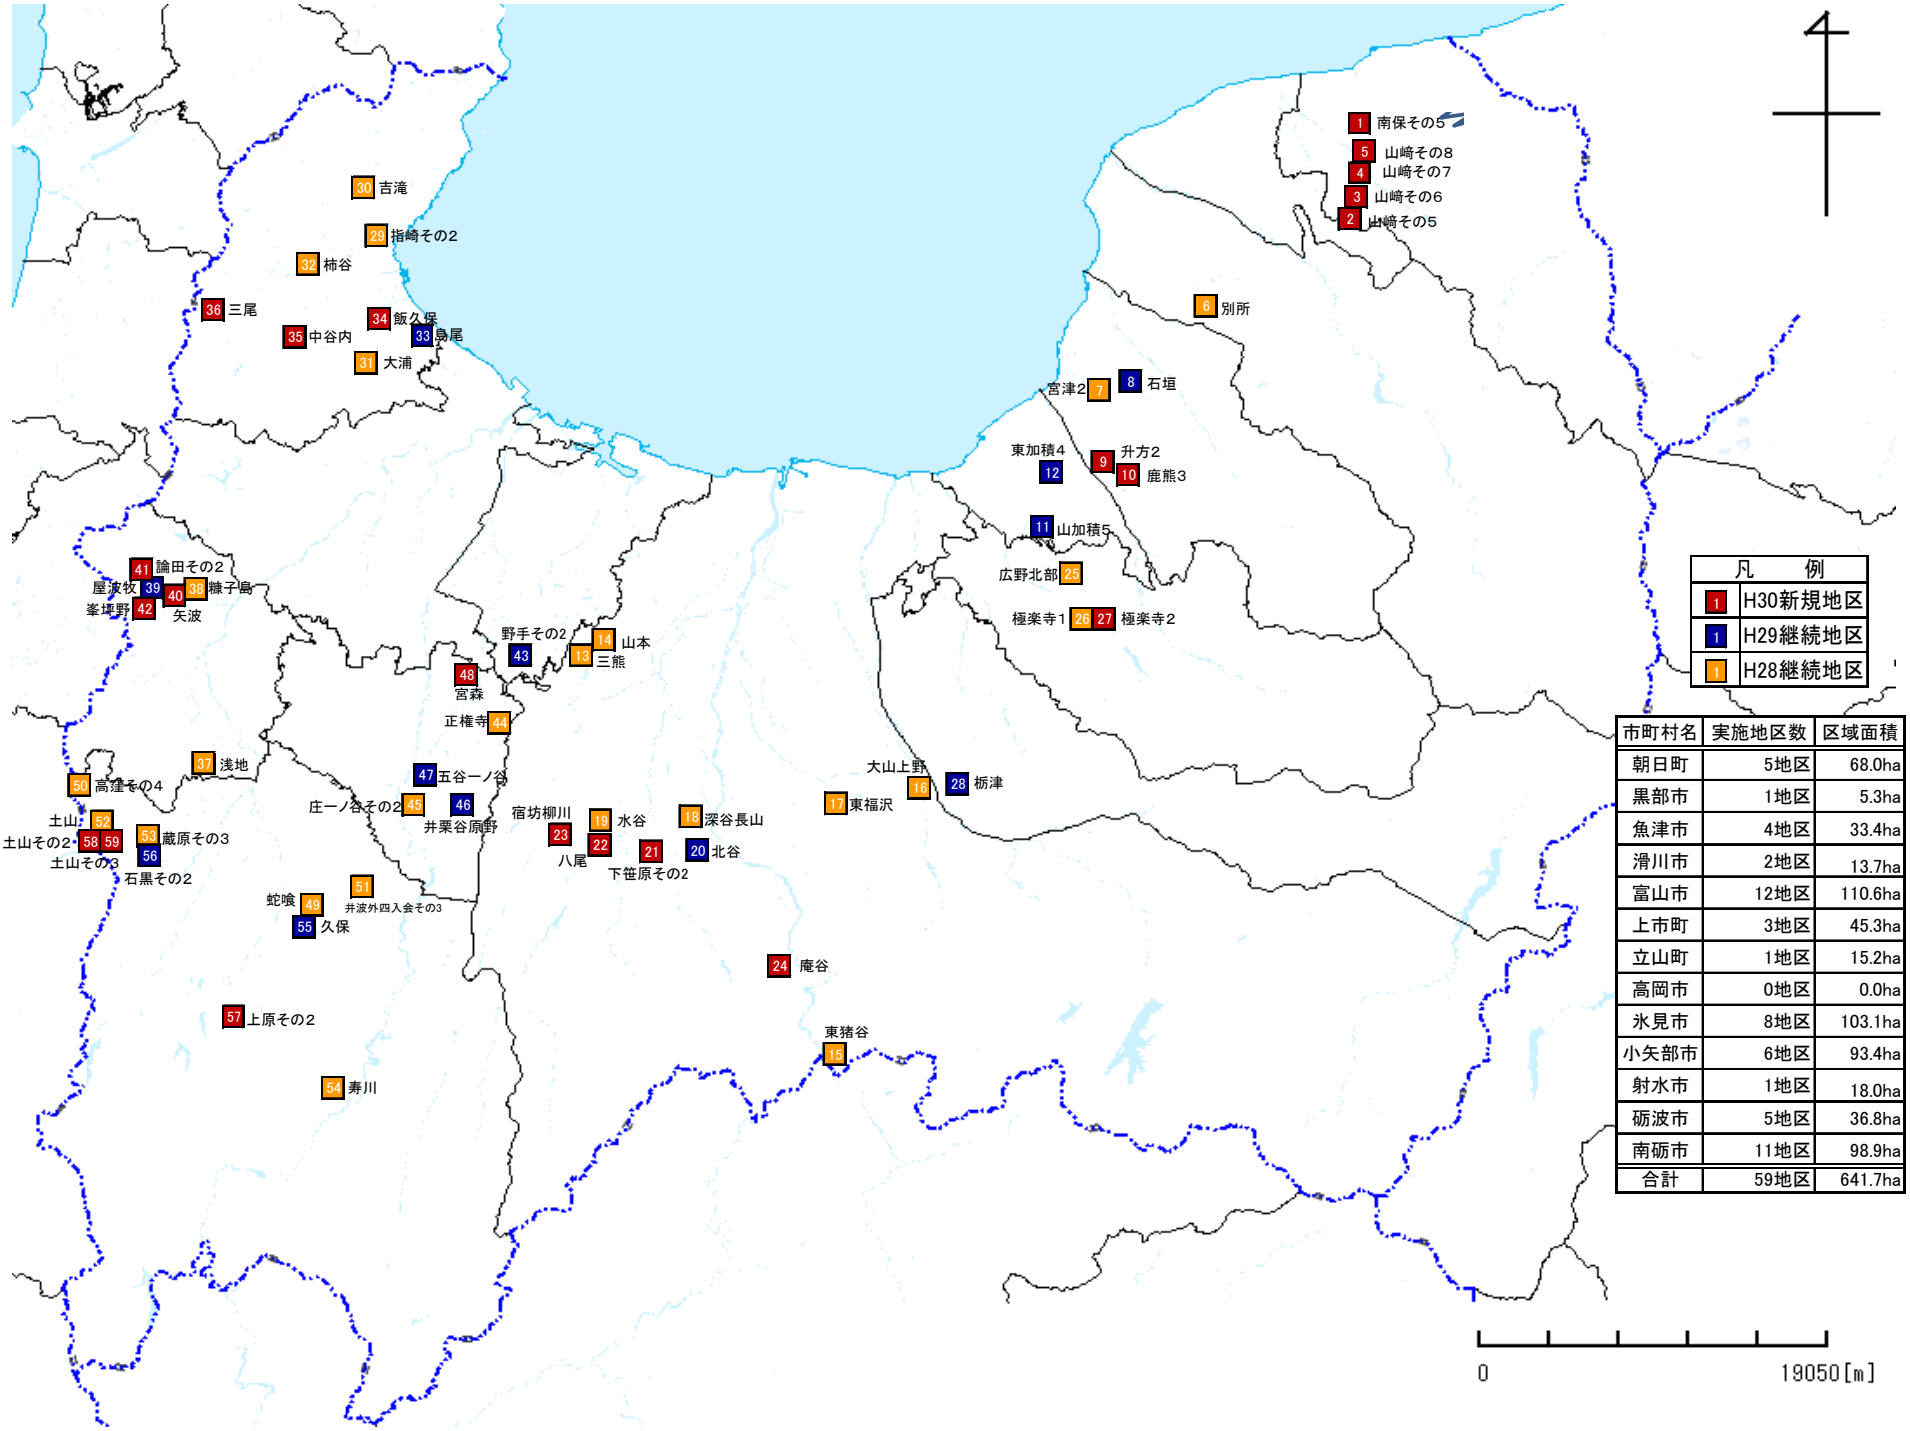 1 南保その5
5 山﨑その8
4 山﨑その7
3 山﨑その6
2 山﨑その5
30 吉滝
29 指崎その2
32 柿谷
36 三尾
34 飯久保
35 中谷内
33 島尾
31 大浦
6 別所
宮津2 7
8 石垣
東加積4
12
9 升方2
10 鹿熊3
11 山加積5
広野北部 25
極楽寺1 26 27 極楽寺2
41 論田その2
屋波牧 39
40
矢波
38 糠子島
峯坪野 42
野手その2
43
14 山本
13 三熊
48
宮森
正権寺 44
37 浅地
50 高窪その4
47 五谷一ノ谷
庄一ノ谷その2 45
46
井栗谷原野
土山 52
土山その2 58 59
土山その3
53 蔵原その3
56
石黒その2
宿坊柳川
23
19 水谷
八尾 22
21
下笹原その2
18 深谷長山
20 北谷
17 東福沢
大山上野
16
28 栃津
51
井波外四入会その3
蛇喰 49
55 久保
24 庵谷
57 上原その2
東猪谷
15
54 寿川
凡 例
1 H30新規地区
1 H29継続地区
1 H28継続地区
市町村名 実施地区数 区域面積
朝日町 5地区 68.0ha
黒部市 1地区 5.3ha
魚津市 4地区 33.4ha
滑川市 2地区 13.7ha
富山市 12地区 110.6ha
上市町 3地区 45.3ha
立山町 1地区 15.2ha
高岡市 0地区 0.0ha
氷見市 8地区 103.1ha
小矢部市 6地区 93.4ha
射水市 1地区 18.0ha
砺波市 5地区 36.8ha
南砺市 11地区 98.9ha
合計 59地区 641.7ha
0 19050[m]